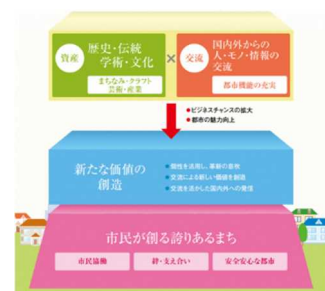 資産
歴史・伝統
学術・文化
まちなみ・クラフト
芸術・産業
×
交流
国内外からの
人・モノ・情報の
交流
都市機能の充実
●ビジネスチャンスの拡大
●都市の魅力向上
新たな価値の
創造
●個性を活用し、革新の息吹
●交流による新しい価値を創造
●交流を活かした国内外への発信
市民が創る誇りあるまち
市民協働
絆・支え合い
安全安心な都市